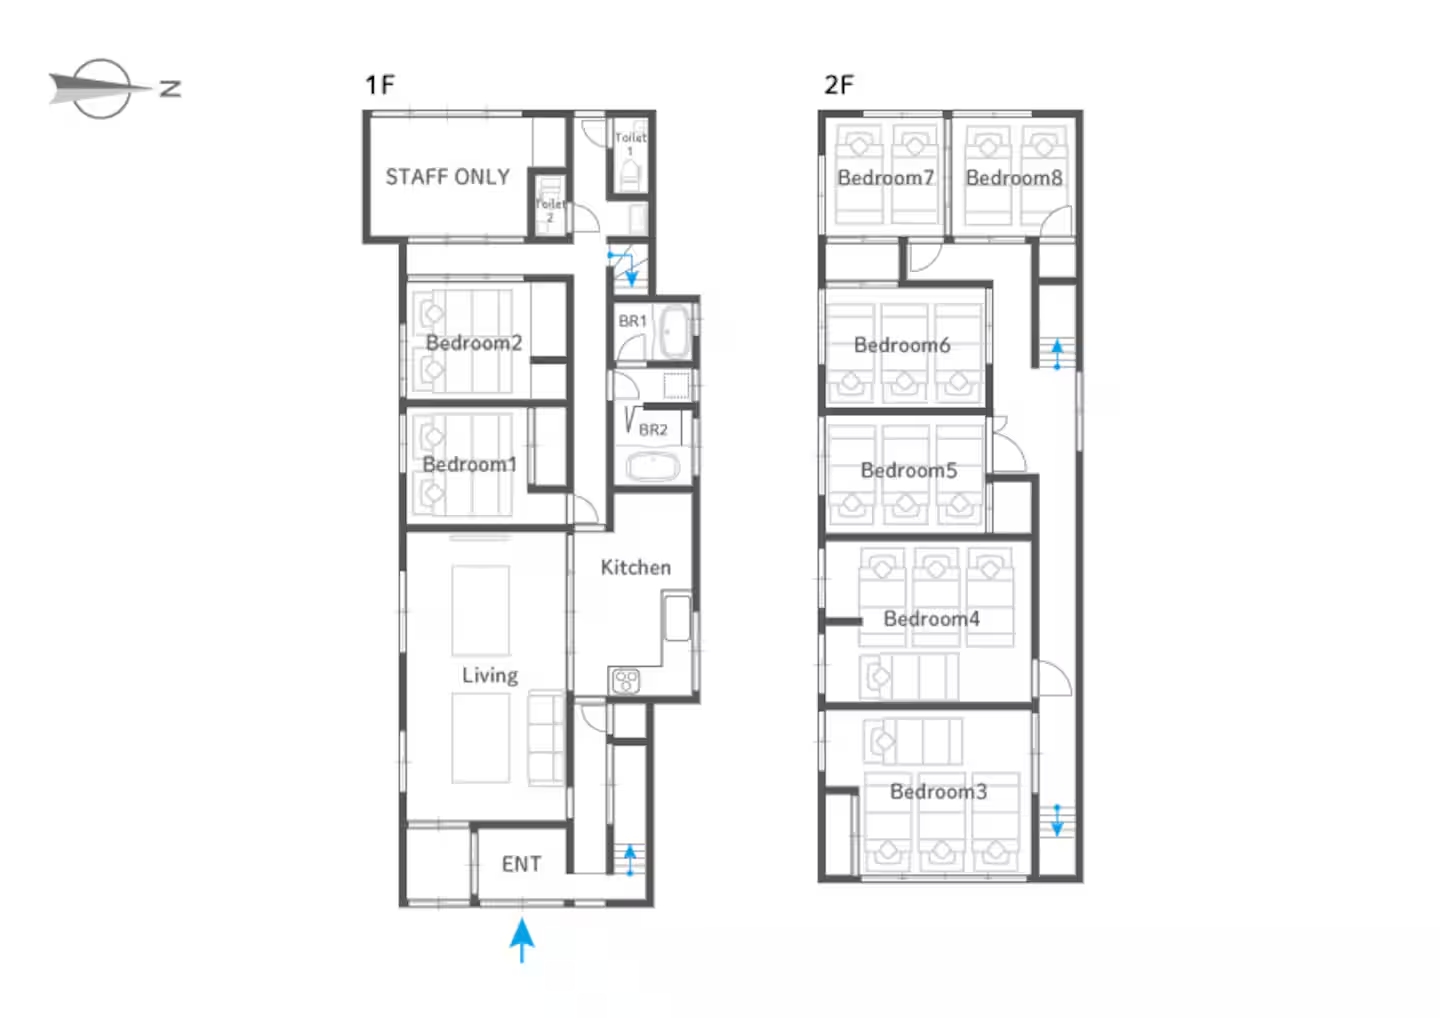 1F
2F
N
STAFF ONLY
Toilet
1
Toilet
2
Bedroom7
Bedroom8
BR1
Bedroom2
Bedroom6
BR2
Bedroom1
Bedroom5
Kitchen
Bedroom4
Living
Bedroom3
ENT